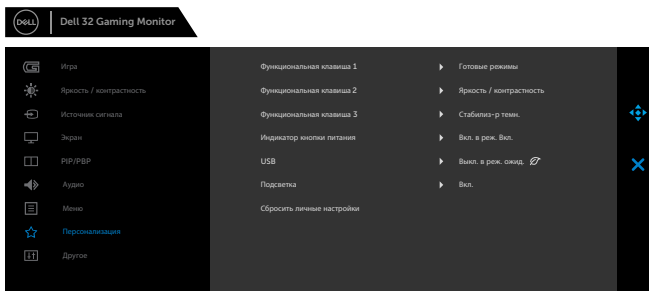 DELL Dell 32 Gaming Monitor
Игра
Яркость / контрастность
Источник сигнала
Экран
PIP/PBP
Аудио
Меню
Персонализация
Другое
Функциональная клавиша 1 Готовые режимы
Функциональная клавиша 2 Яркость / контрастность
Функциональная клавиша 3 Стабилиз-р темн.
Индикатор кнопки питания Вкл. в реж. Вкл.
USB Выкл. в реж. ожид.
Подсветка Вкл.
Сбросить личные настройки